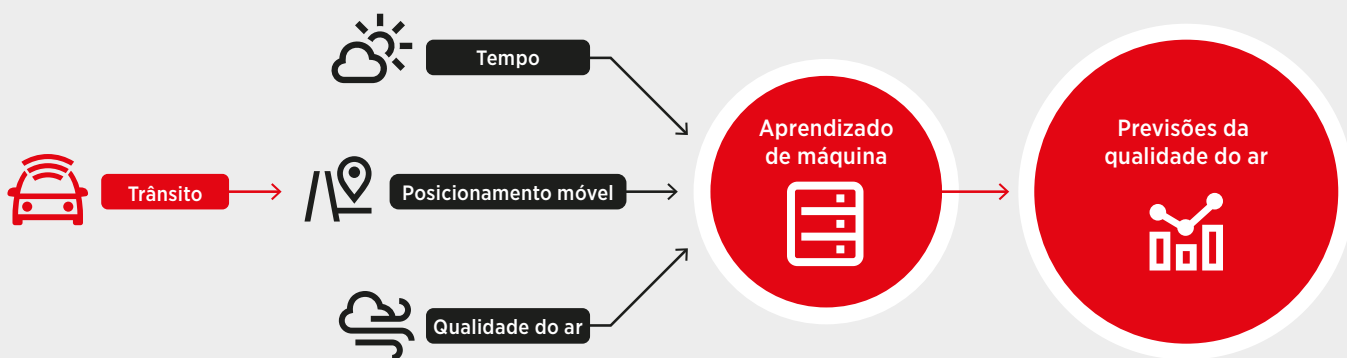 Trânsito
Tempo
Posicionamento móvel
Qualidade do ar
Aprendizado
de máquina
Previsões da
qualidade do ar